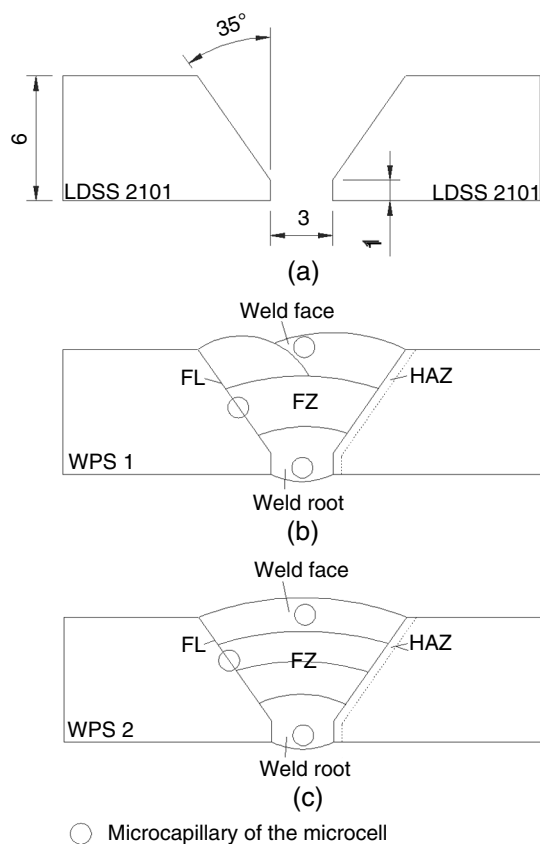 35°
6
LDSS 2101
LDSS 2101
3
1
(a)
Weld face
FL
HAZ
FZ
WPS 1
Weld root
(b)
Weld face
FL
HAZ
FZ
WPS 2
Weld root
(c)
Microcapillary of the microcell